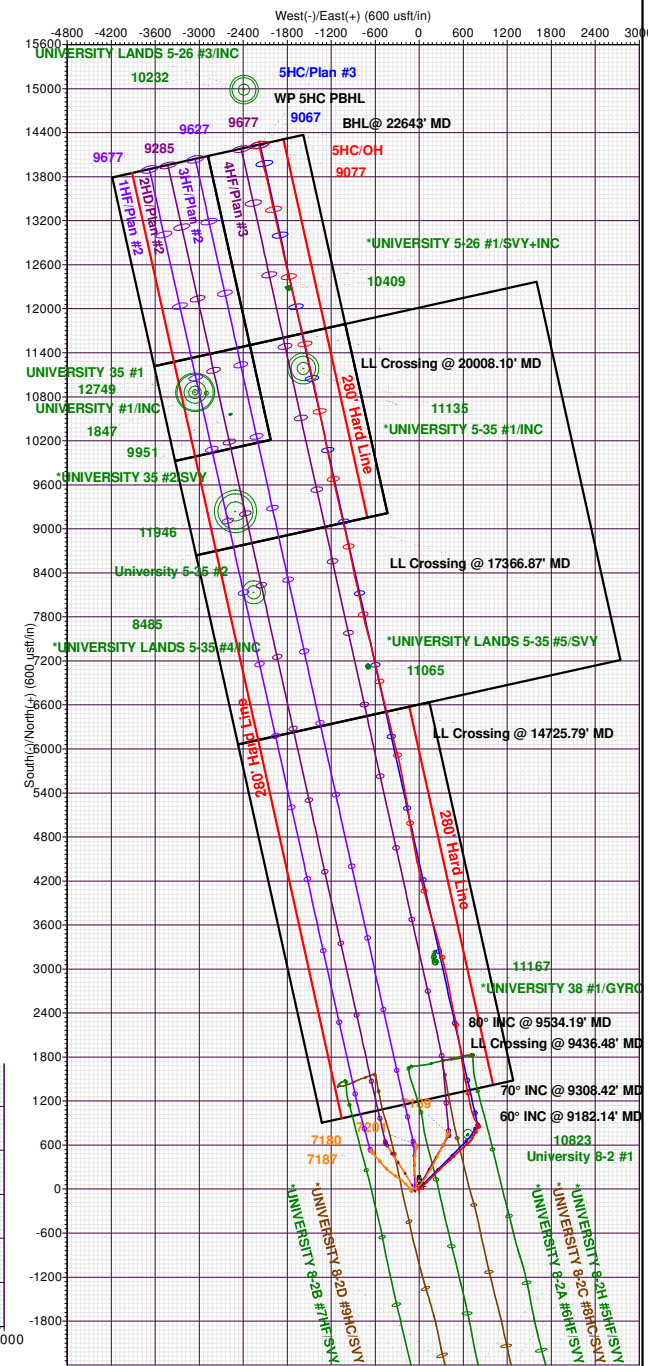 West(-)/East(+) (600 usft/in)
-4800 -4200 -3600 -3000 -2400 -1800 -1200 -600 0 600 1200 1800 2400 3000
South(-)/North(+) (600 usft/in)
15600
15000
14400
13800
13200
12600
12000
11400
10800
10200
9600
9000
8400
7800
7200
6600
6000
5400
4800
4200
3600
3000
2400
1800
1200
600
0
-600
-1200
-1800
UNIVERSITY LANDS 5-26 #3/INC
10232
5HC/Plan #3
WP 5HC PBHL
9677
9067
BHL@ 22643' MD
9627
9285
9677
5HC/OH
9077
1HF/Plan #2
2HD/Plan #2
3HF/Plan #2
4HF/Plan #3
*UNIVERSITY 5-26 #1/SVY+INC
10409
LL Crossing @ 20008.10' MD
UNIVERSITY 35 #1
12749
UNIVERSITY #1/INC
1847
280' Hard Line
11135
*UNIVERSITY 5-35 #1/INC
9951
*UNIVERSITY 35 #2/SVY
11946
LL Crossing @ 17366.87' MD
University 5-35 #2
8485
*UNIVERSITY LANDS 5-35 #4/INC
*UNIVERSITY LANDS 5-35 #5/SVY
11065
280' Hard Line
LL Crossing @ 14725.79' MD
280' Hard Line
11167
*UNIVERSITY 38 #1/GYRO
80° INC @ 9534.19' MD
LL Crossing @ 9436.48' MD
70° INC @ 9308.42' MD
60° INC @ 9182.14' MD
7201
7180
7187
10823
University 8-2 #1
*UNIVERSITY 8-2B #7HF/SVY
*UNIVERSITY 8-2D #9HC/SVY
*UNIVERSITY 8-2A #6HF/SVY
*UNIVERSITY 8-2C #8HC/SVY
*UNIVERSITY 8-2H #5HF/SVY